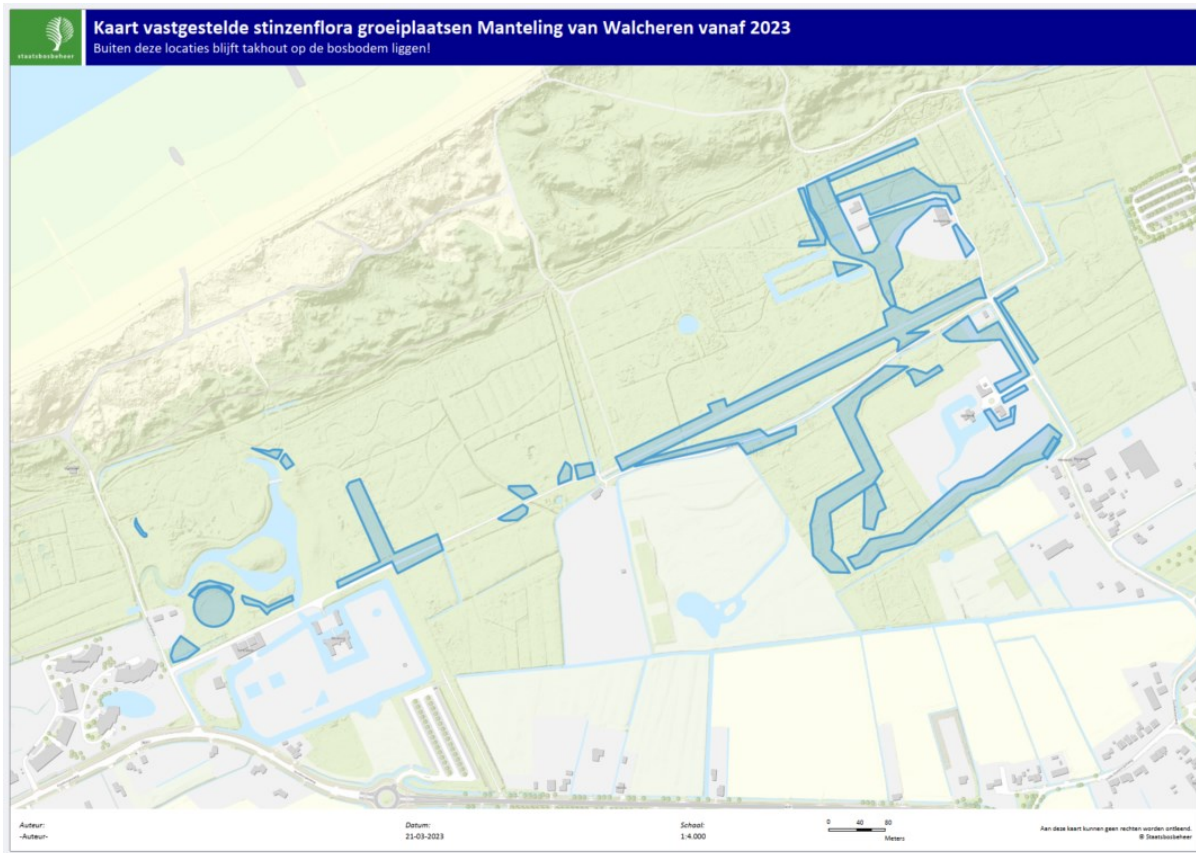 Kaart vastgestelde stinzenflora groeiplaatsen Manteling van Walcheren vanaf 2023
Buiten deze locaties blijft takhout op de bosbodem liggen!
staatsbosbeheer
Auteur:
-Auteur-
Datum:
21-03-2023
Schaal:
1:4.000
0 40 80
Meters
Aan deze kaart kunnen geen rechten worden ontleend.
© Staatsbosbeheer